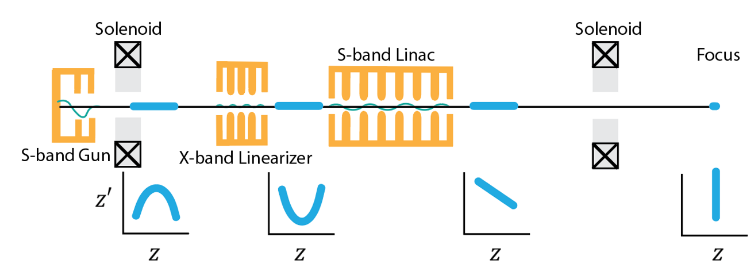 Solenoid
Solenoid
S-band Linac
Focus
S-band Gun
X-band Linearizer
z′
z
z
z
z